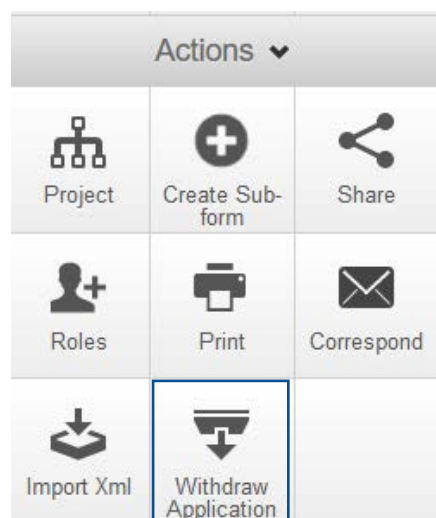 Actions
Project
Create Sub-
form
Share
Roles
Print
Correspond
Import Xml
Withdraw
Application